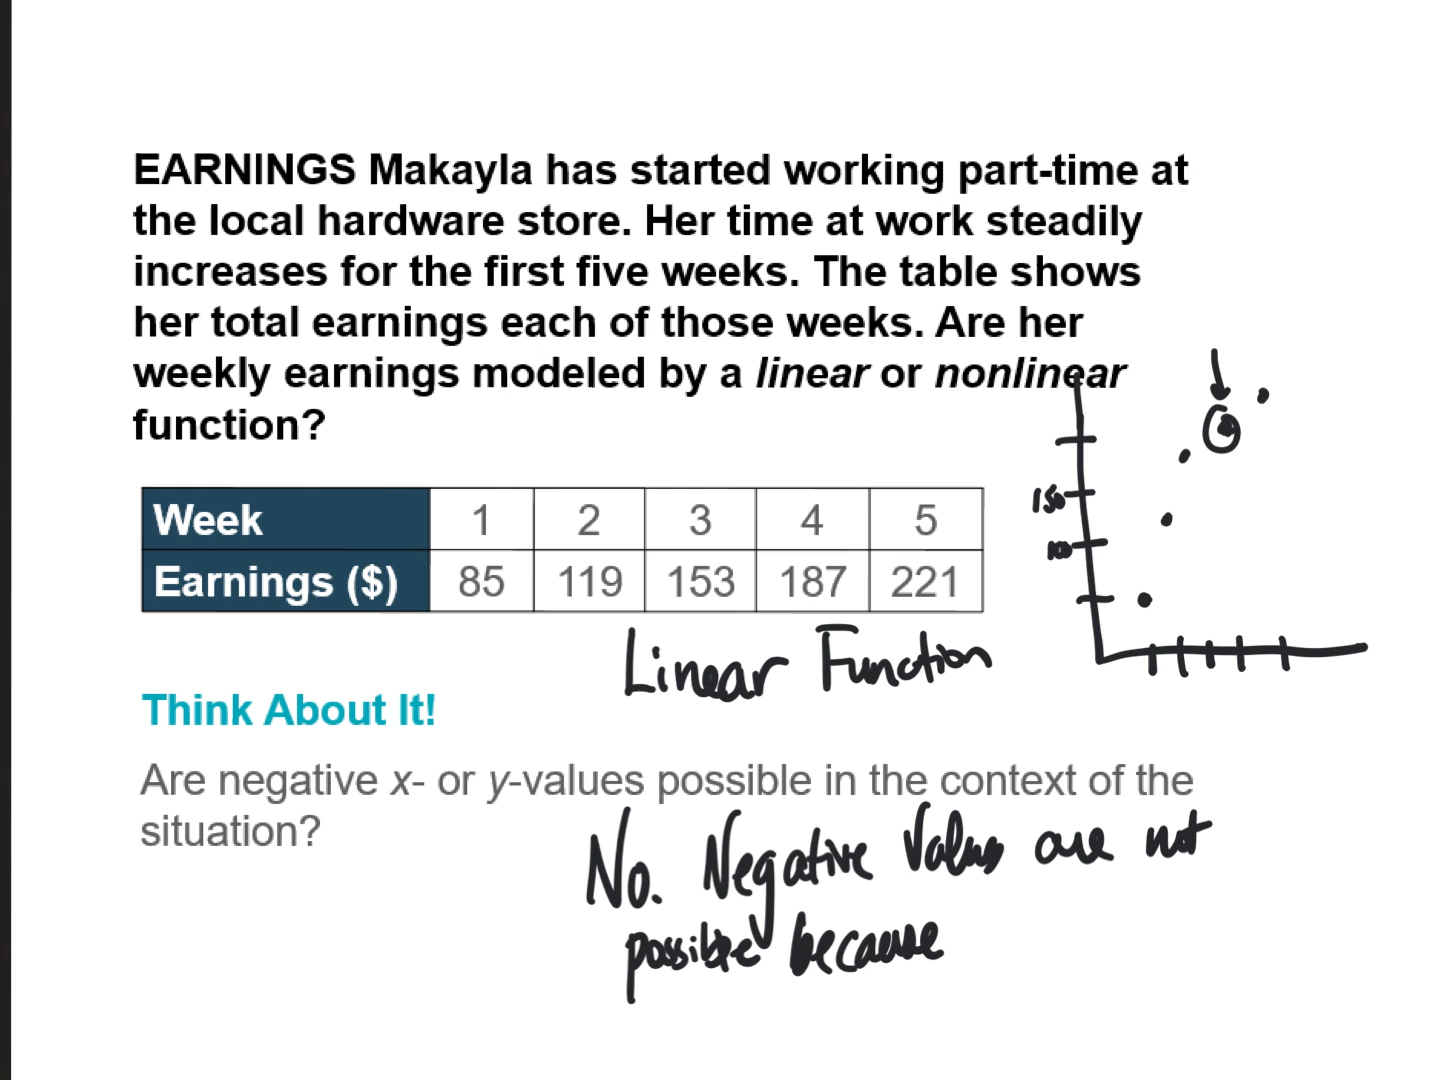 EARNINGS Makayla has started working part-time at
the local hardware store. Her time at work steadily
increases for the first five weeks. The table shows
her total earnings each of those weeks. Are her
weekly earnings modeled by a linear or nonlinear
function?
Week 1 2 3 4 5
Earnings ($) 85 119 153 187 221
150
100
Linear Function
Think About It!
Are negative x- or y-values possible in the context of the
situation?
No. Negative Values are not
possible because